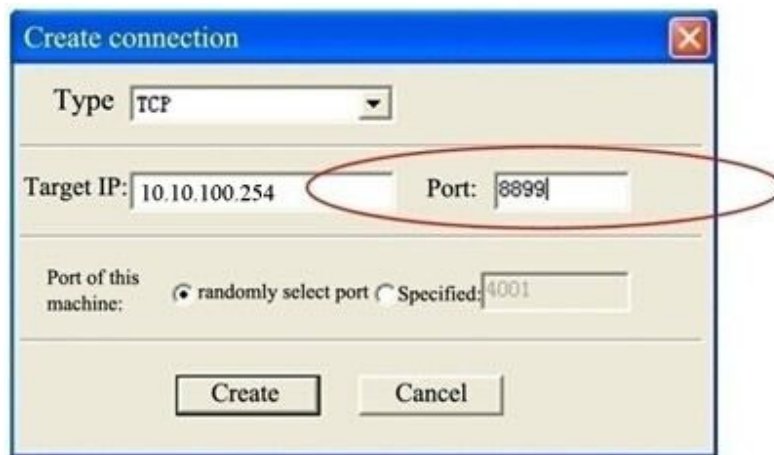 Create connection
Type TCP
Target IP: 10.10.100.254 Port: 8899
Port of this
machine: randomly select port Specified: 4001
Create Cancel